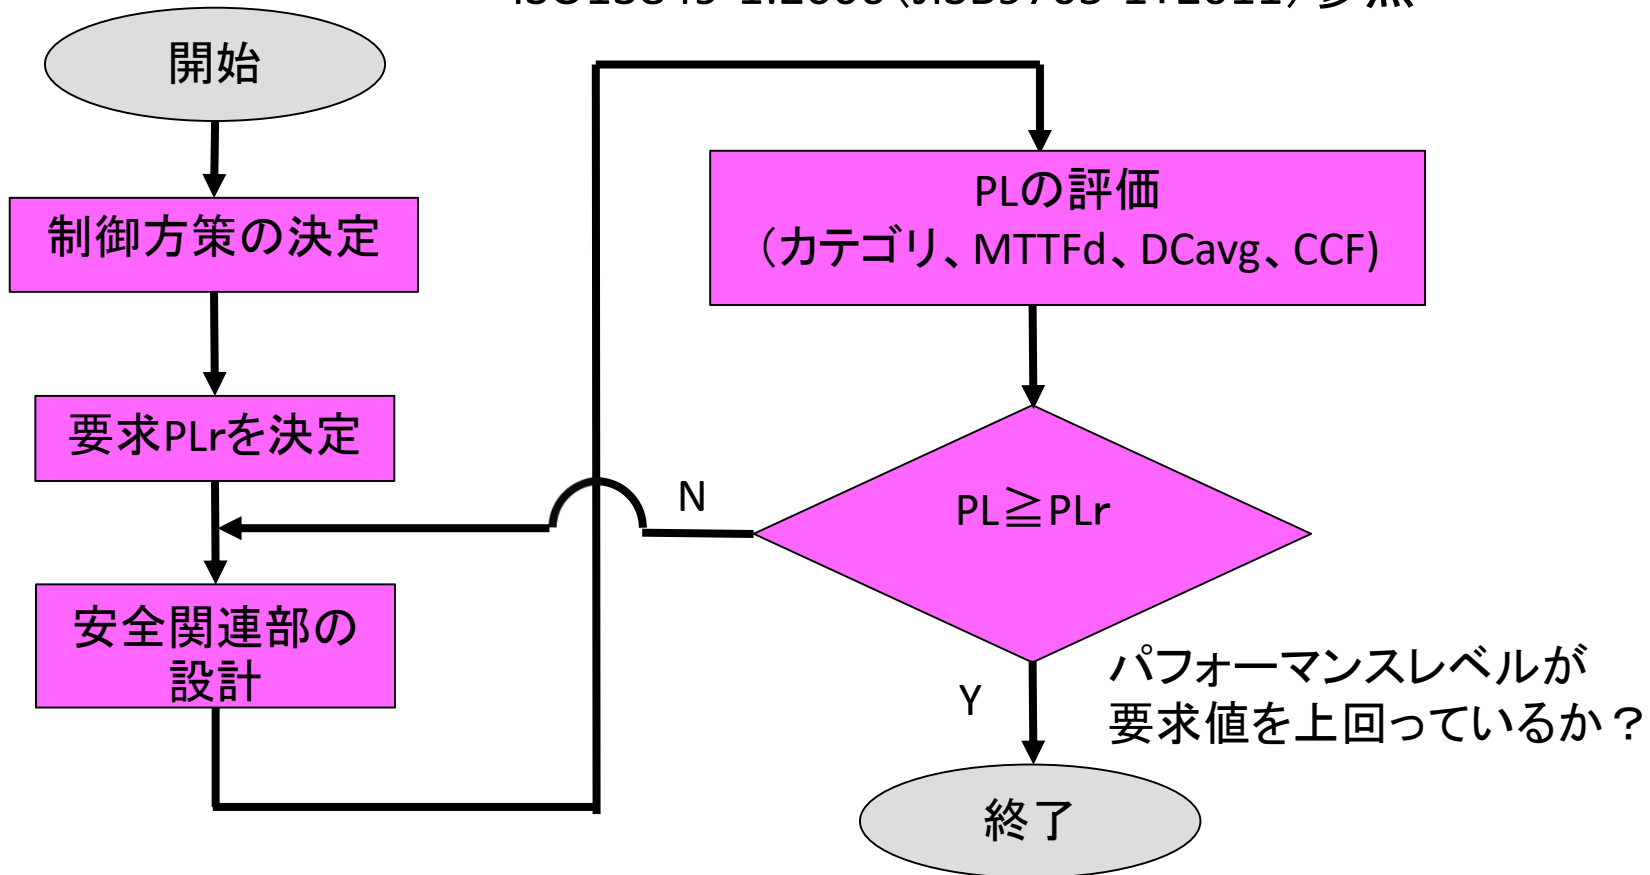 開始
制御方策の決定
要求PLrを決定
安全関連部の
設計
PLの評価
（カテゴリ、MTTFd、DCavg、CCF)
PL≧PLr
N
Y
パフォーマンスレベルが
要求値を上回っているか？
終了